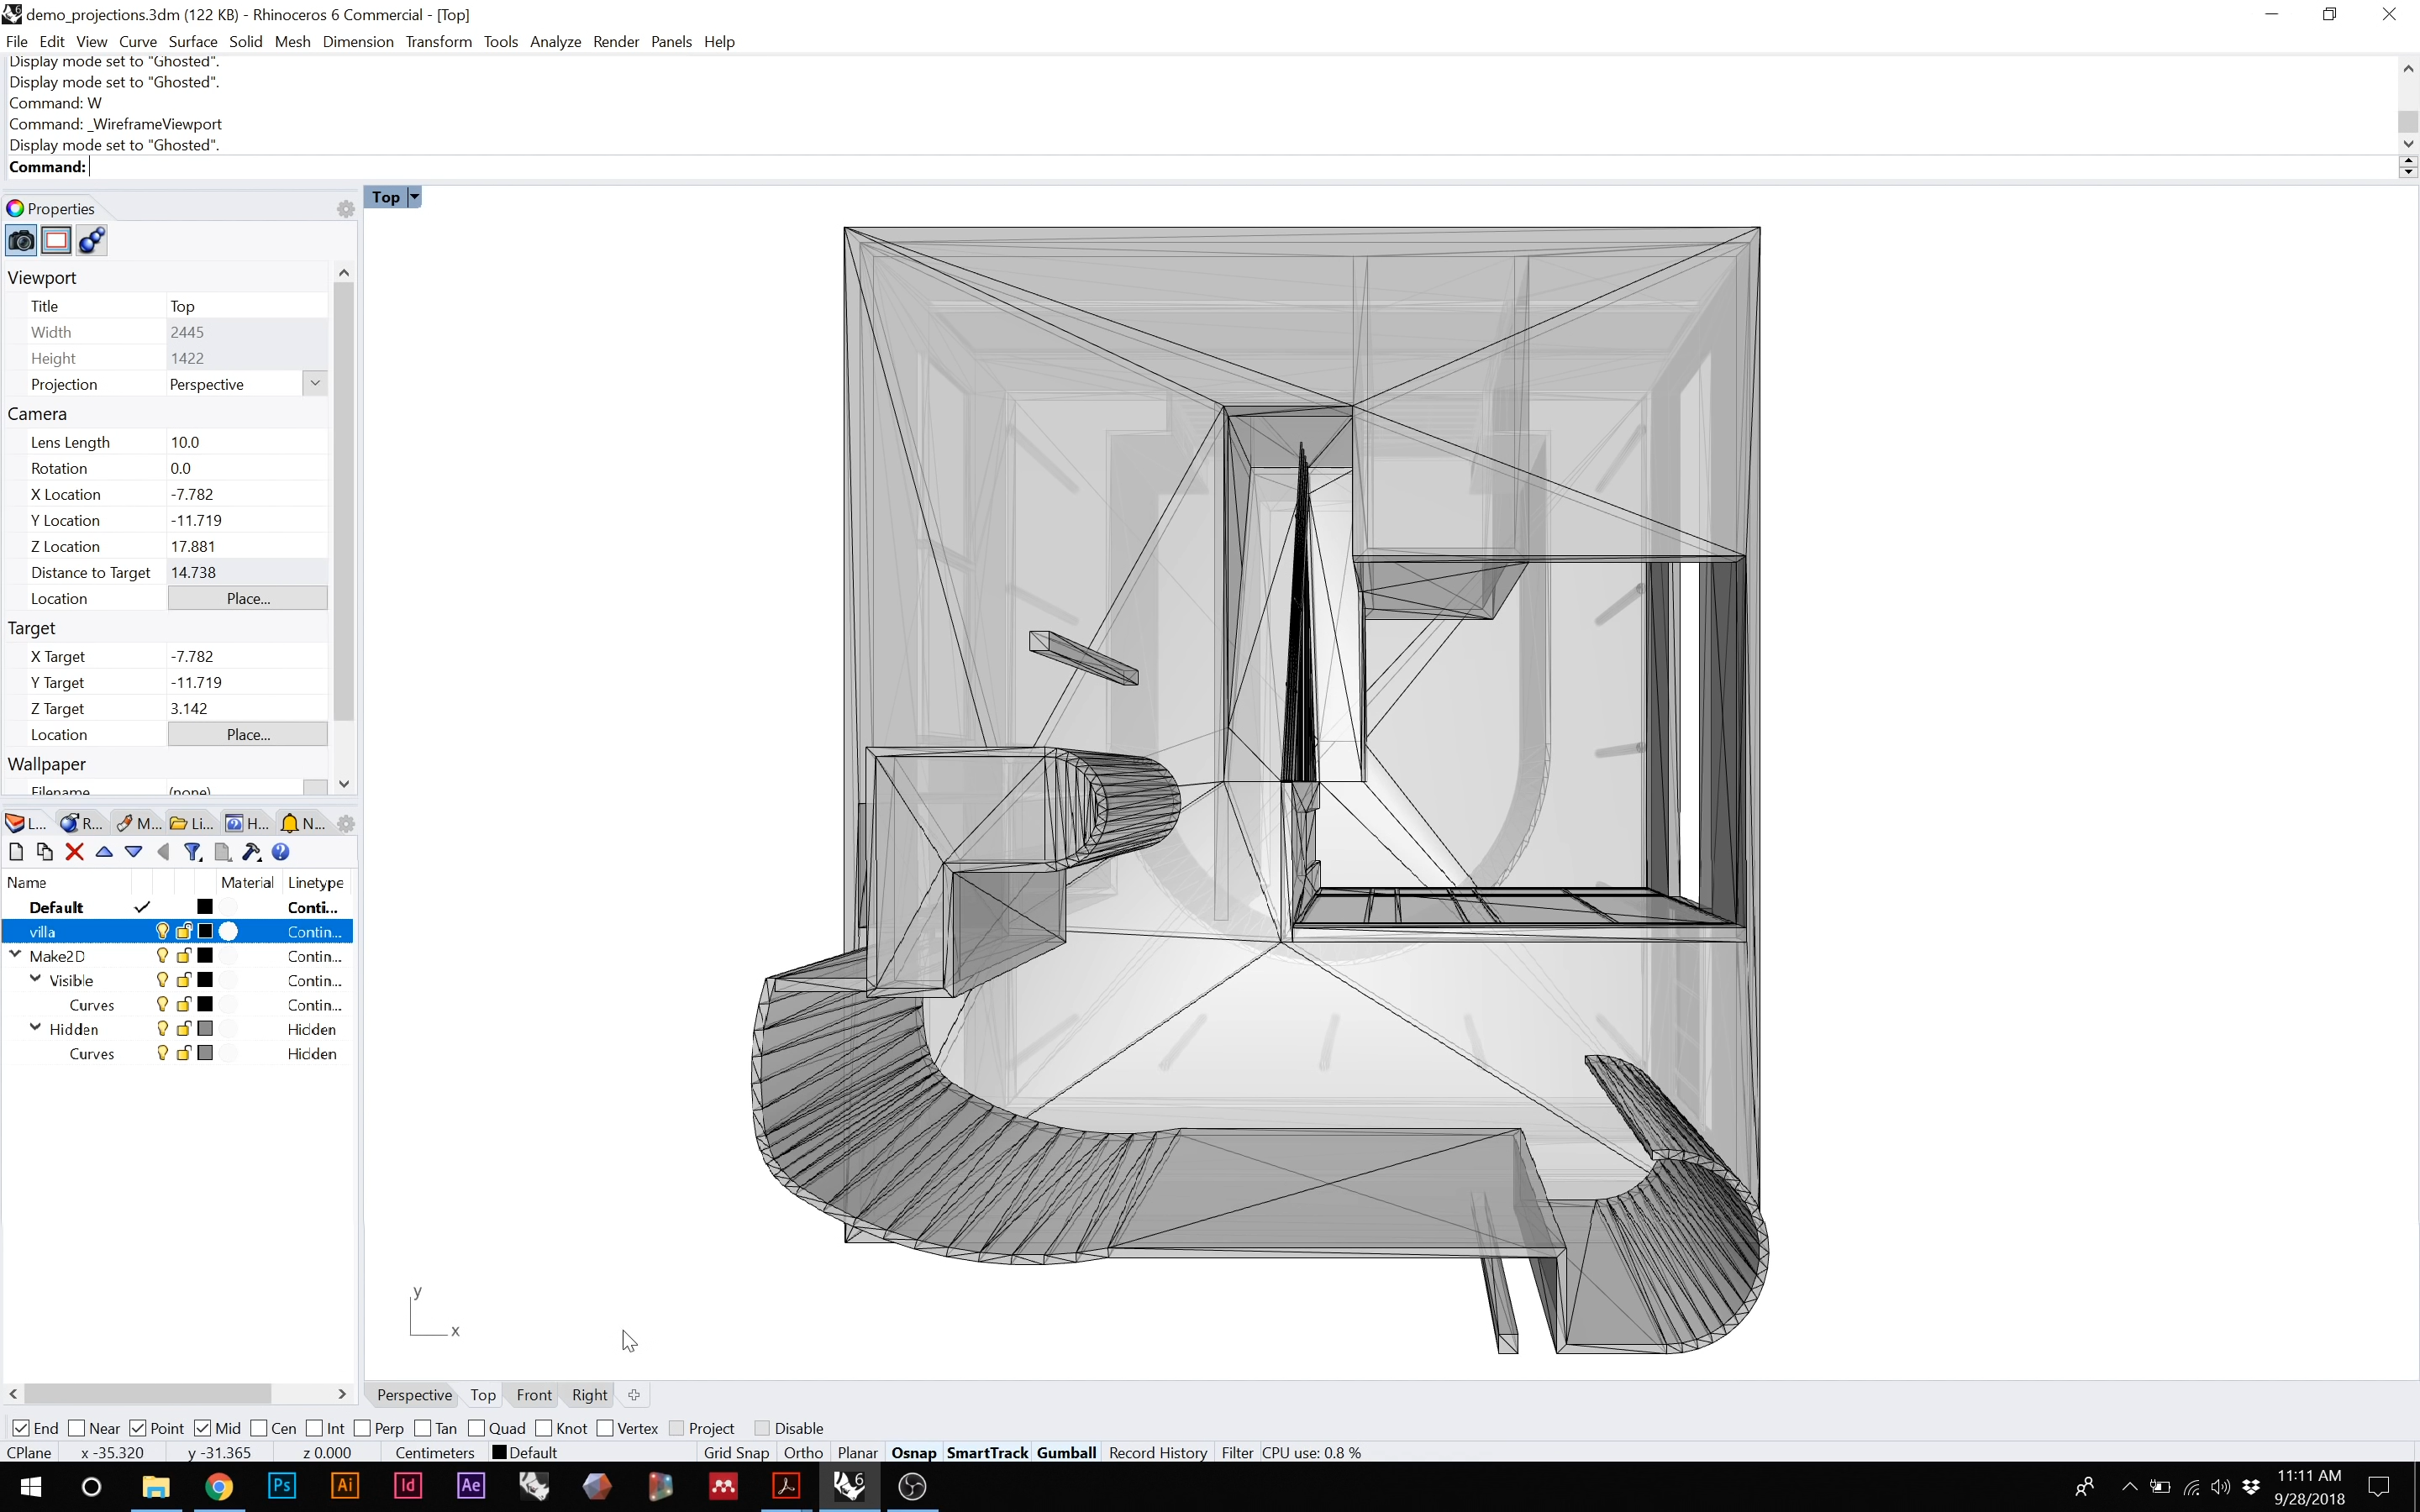 demo_projections.3dm (122 KB) - Rhinoceros 6 Commercial - [Top]
File Edit View Curve Surface Solid Mesh Dimension Transform Tools Analyze Render Panels Help
Display mode set to "Ghosted".
Display mode set to "Ghosted".
Command: W
Command: _WireframeViewport
Display mode set to "Ghosted".
Command:
Top
Properties
Viewport
Title Top
Width 2445
Height 1422
Projection Perspective
Camera
Lens Length 10.0
Rotation 0.0
X Location -7.782
Y Location -11.719
Z Location 17.881
Distance to Target 14.738
Location Place...
Target
X Target -7.782
Y Target -11.719
Z Target 3.142
Location Place...
Wallpaper
Filename (none)
L... R... M... Li... H... N...
Name Material Linetype
Default Conti...
villa Contin...
Make2D Contin...
Visible Contin...
Curves Contin...
Hidden Hidden
Curves Hidden
y
x
Perspective Top Front Right
End Near Point Mid Cen Int Perp Tan Quad Knot Vertex Project Disable
CPlane x -35.320 y -31.365 z 0.000 Centimeters Default Grid Snap Ortho Planar Osnap SmartTrack Gumball Record History Filter CPU use: 0.8 %
Ps Ai Id Ae 6
11:11 AM
9/28/2018